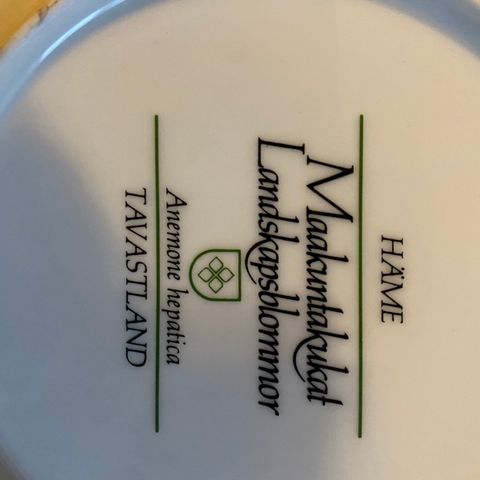 HÄME
Maakuntakukat
Landskapsblommor
Anemone hepatica
TAVASTLAND